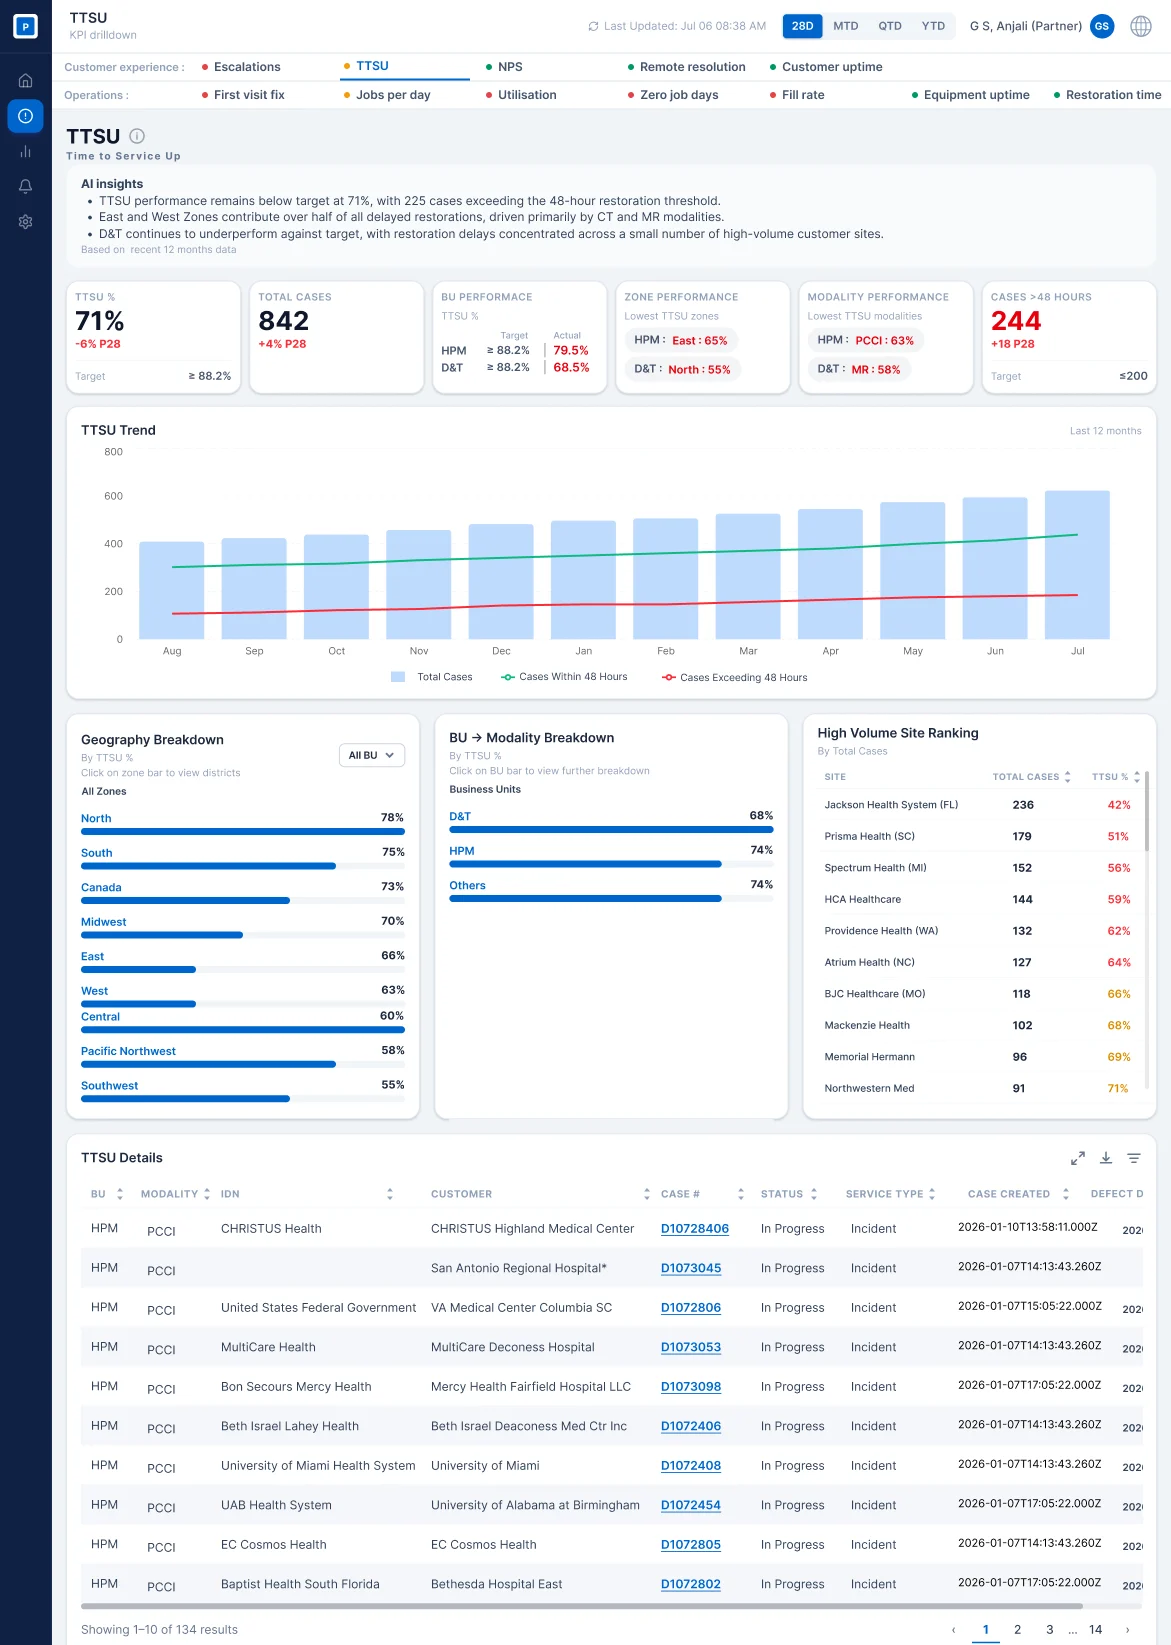 P
TTSU
KPI drilldown
Last Updated: Jul 06 08:38 AM
28D MTD QTD YTD
G S, Anjali (Partner) GS
Customer experience : Escalations TTSU NPS Remote resolution Customer uptime
Operations : First visit fix Jobs per day Utilisation Zero job days Fill rate Equipment uptime Restoration time
TTSU
Time to Service Up
AI insights
• TTSU performance remains below target at 71%, with 225 cases exceeding the 48-hour restoration threshold.
• East and West Zones contribute over half of all delayed restorations, driven primarily by CT and MR modalities.
• D&T continues to underperform against target, with restoration delays concentrated across a small number of high-volume customer sites.
Based on recent 12 months data
TTSU %
71%
-6% P28
Target ≥ 88.2%
TOTAL CASES
842
+4% P28
BU PERFORMACE
TTSU %
Target Actual
HPM ≥ 88.2% 79.5%
D&T ≥ 88.2% 68.5%
ZONE PERFORMANCE
Lowest TTSU zones
HPM : East : 65%
D&T : North : 55%
MODALITY PERFORMANCE
Lowest TTSU modalities
HPM : PCCI : 63%
D&T : MR : 58%
CASES >48 HOURS
244
+18 P28
Target ≤200
TTSU Trend
Last 12 months
800
600
400
200
0
Aug Sep Oct Nov Dec Jan Feb Mar Apr May Jun Jul
Total Cases Cases Within 48 Hours Cases Exceeding 48 Hours
Geography Breakdown
By TTSU %
Click on zone bar to view districts
All BU
All Zones
North 78%
South 75%
Canada 73%
Midwest 70%
East 66%
West 63%
Central 60%
Pacific Northwest 58%
Southwest 55%
BU → Modality Breakdown
By TTSU %
Click on BU bar to view further breakdown
Business Units
D&T 68%
HPM 74%
Others 74%
High Volume Site Ranking
By Total Cases
SITE TOTAL CASES TTSU %
Jackson Health System (FL) 236 42%
Prisma Health (SC) 179 51%
Spectrum Health (MI) 152 56%
HCA Healthcare 144 59%
Providence Health (WA) 132 62%
Atrium Health (NC) 127 64%
BJC Healthcare (MO) 118 66%
Mackenzie Health 102 68%
Memorial Hermann 96 69%
Northwestern Med 91 71%
TTSU Details
BU MODALITY IDN CUSTOMER CASE # STATUS SERVICE TYPE CASE CREATED DEFECT D
HPM PCCI CHRISTUS Health CHRISTUS Highland Medical Center D10728406 In Progress Incident 2026-01-10T13:58:11.000Z 202
HPM PCCI San Antonio Regional Hospital* D1073045 In Progress Incident 2026-01-07T14:13:43.260Z
HPM PCCI United States Federal Government VA Medical Center Columbia SC D1072806 In Progress Incident 2026-01-07T15:05:22.000Z 202
HPM PCCI MultiCare Health MultiCare Deconess Hospital D1073053 In Progress Incident 2026-01-07T14:13:43.260Z 202
HPM PCCI Bon Secours Mercy Health Mercy Health Fairfield Hospital LLC D1073098 In Progress Incident 2026-01-07T17:05:22.000Z 202
HPM PCCI Beth Israel Lahey Health Beth Israel Deaconess Med Ctr Inc D1072406 In Progress Incident 2026-01-07T14:13:43.260Z 202
HPM PCCI University of Miami Health System University of Miami D1072408 In Progress Incident 2026-01-07T14:13:43.260Z 202
HPM PCCI UAB Health System University of Alabama at Birmingham D1072454 In Progress Incident 2026-01-07T17:05:22.000Z 202
HPM PCCI EC Cosmos Health EC Cosmos Health D1072805 In Progress Incident 2026-01-07T14:13:43.260Z 202
HPM PCCI Baptist Health South Florida Bethesda Hospital East D1072802 In Progress Incident 2026-01-07T17:05:22.000Z 202
Showing 1–10 of 134 results
‹ 1 2 3 ... 14 ›